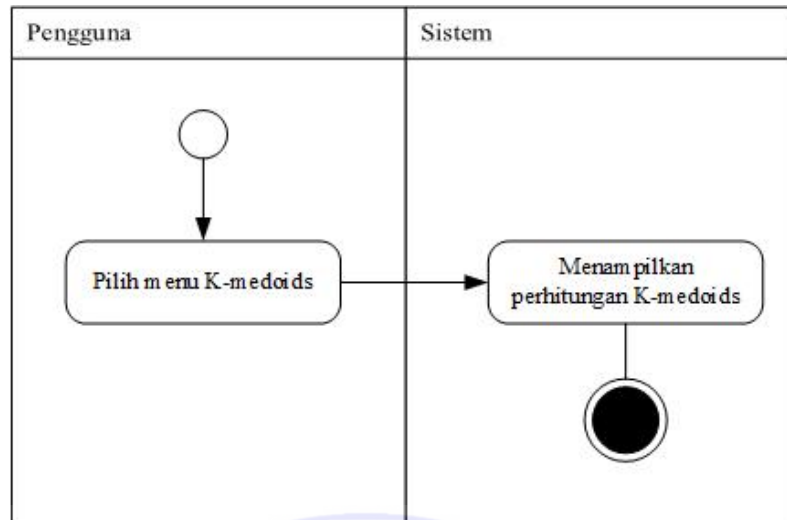 Pengguna
Sistem
Pilih menu K-medoids
Menampilkan
perhitungan K-medoids